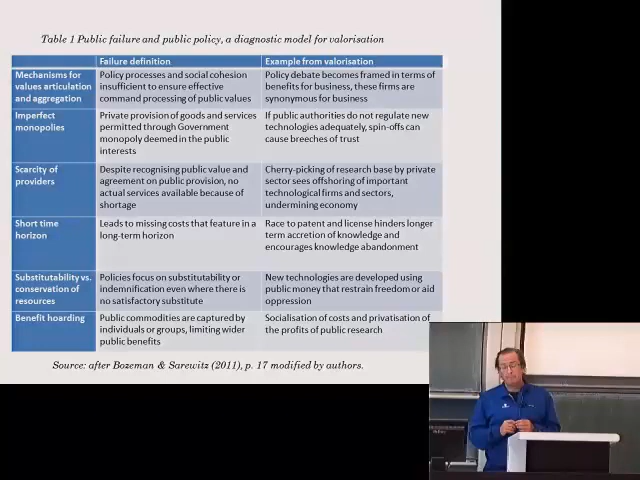 Table 1 Public failure and public policy, a diagnostic model for valorisation
Failure definition
Example from valorisation
Mechanisms for
values articulation
and aggregation
Policy processes and social cohesion
insufficient to ensure effective
command processing of public values
Policy debate becomes framed in terms of
benefits for business, these firms are
synonymous for business
Imperfect
monopolies
Private provision of goods and services
permitted through Government
monopoly deemed in the public
interests
If public authorities do not regulate new
technologies adequately, spin-offs can
cause breeches of trust
Scarcity of
providers
Despite recognising public value and
agreement on public provision, no
actual services available because of
shortage
Cherry-picking of research base by private
sector sees offshoring of important
technological firms and sectors,
undermining economy
Short time
horizon
Leads to missing costs that feature in a
long-term horizon
Race to patent and license hinders longer
term accretion of knowledge and
encourages knowledge abandonment
Substitutability vs.
conservation of
resources
Policies focus on substitutability or
indemnification even where there is
no satisfactory substitute
New technologies are developed using
public money that restrain freedom or aid
oppression
Benefit hoarding
Public commodities are captured by
individuals or groups, limiting wider
public benefits
Socialisation of costs and privatisation of
the profits of public research
Source: after Bozeman & Sarewitz (2011), p. 17 modified by authors.